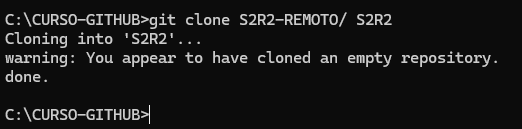 C:\CURSO-GITHUB>git clone S2R2-REMOTO/ S2R2
Cloning into 'S2R2'...
warning: You appear to have cloned an empty repository.
done.
C:\CURSO-GITHUB>